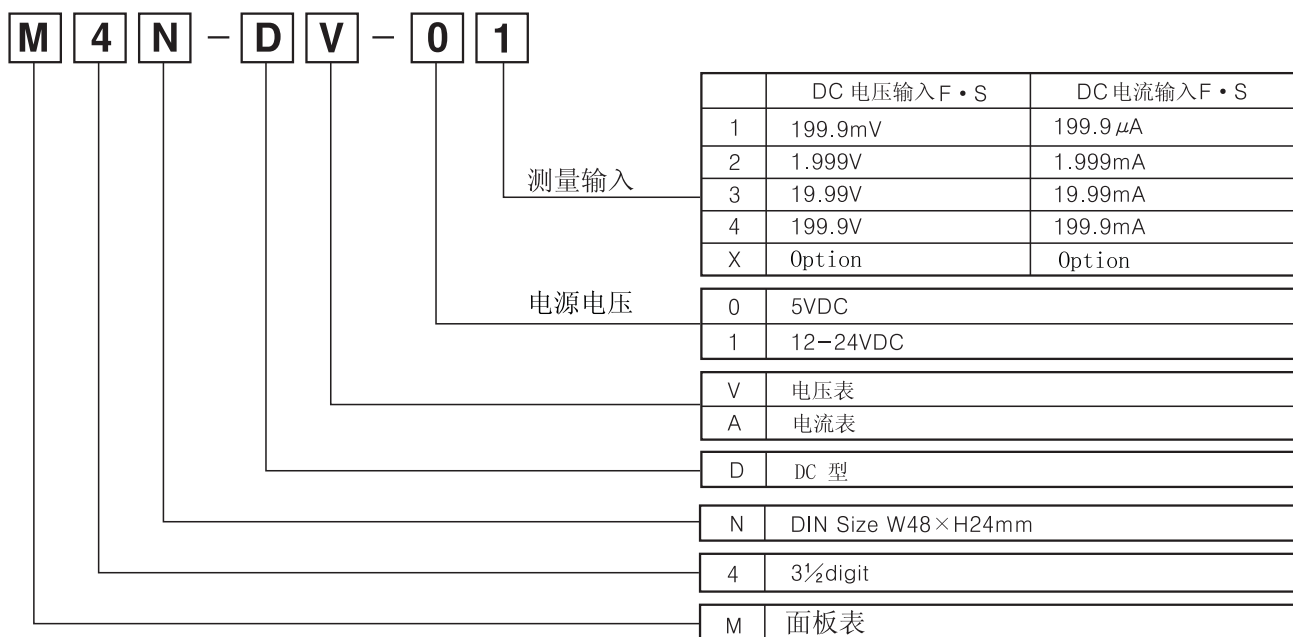 M 4 N - D V - 0 1
DC 电压输入F·S DC电流输入F·S
1 199.9mV 199.9μA
2 1.999V 1.999mA
测量输入
3 19.99V 19.99mA
4 199.9V 199.9mA
X Option Option
电源电压
0 5VDC
1 12-24VDC
V 电压表
A 电流表
D DC 型
N DIN Size W48×H24mm
4 3½digit
M 面板表